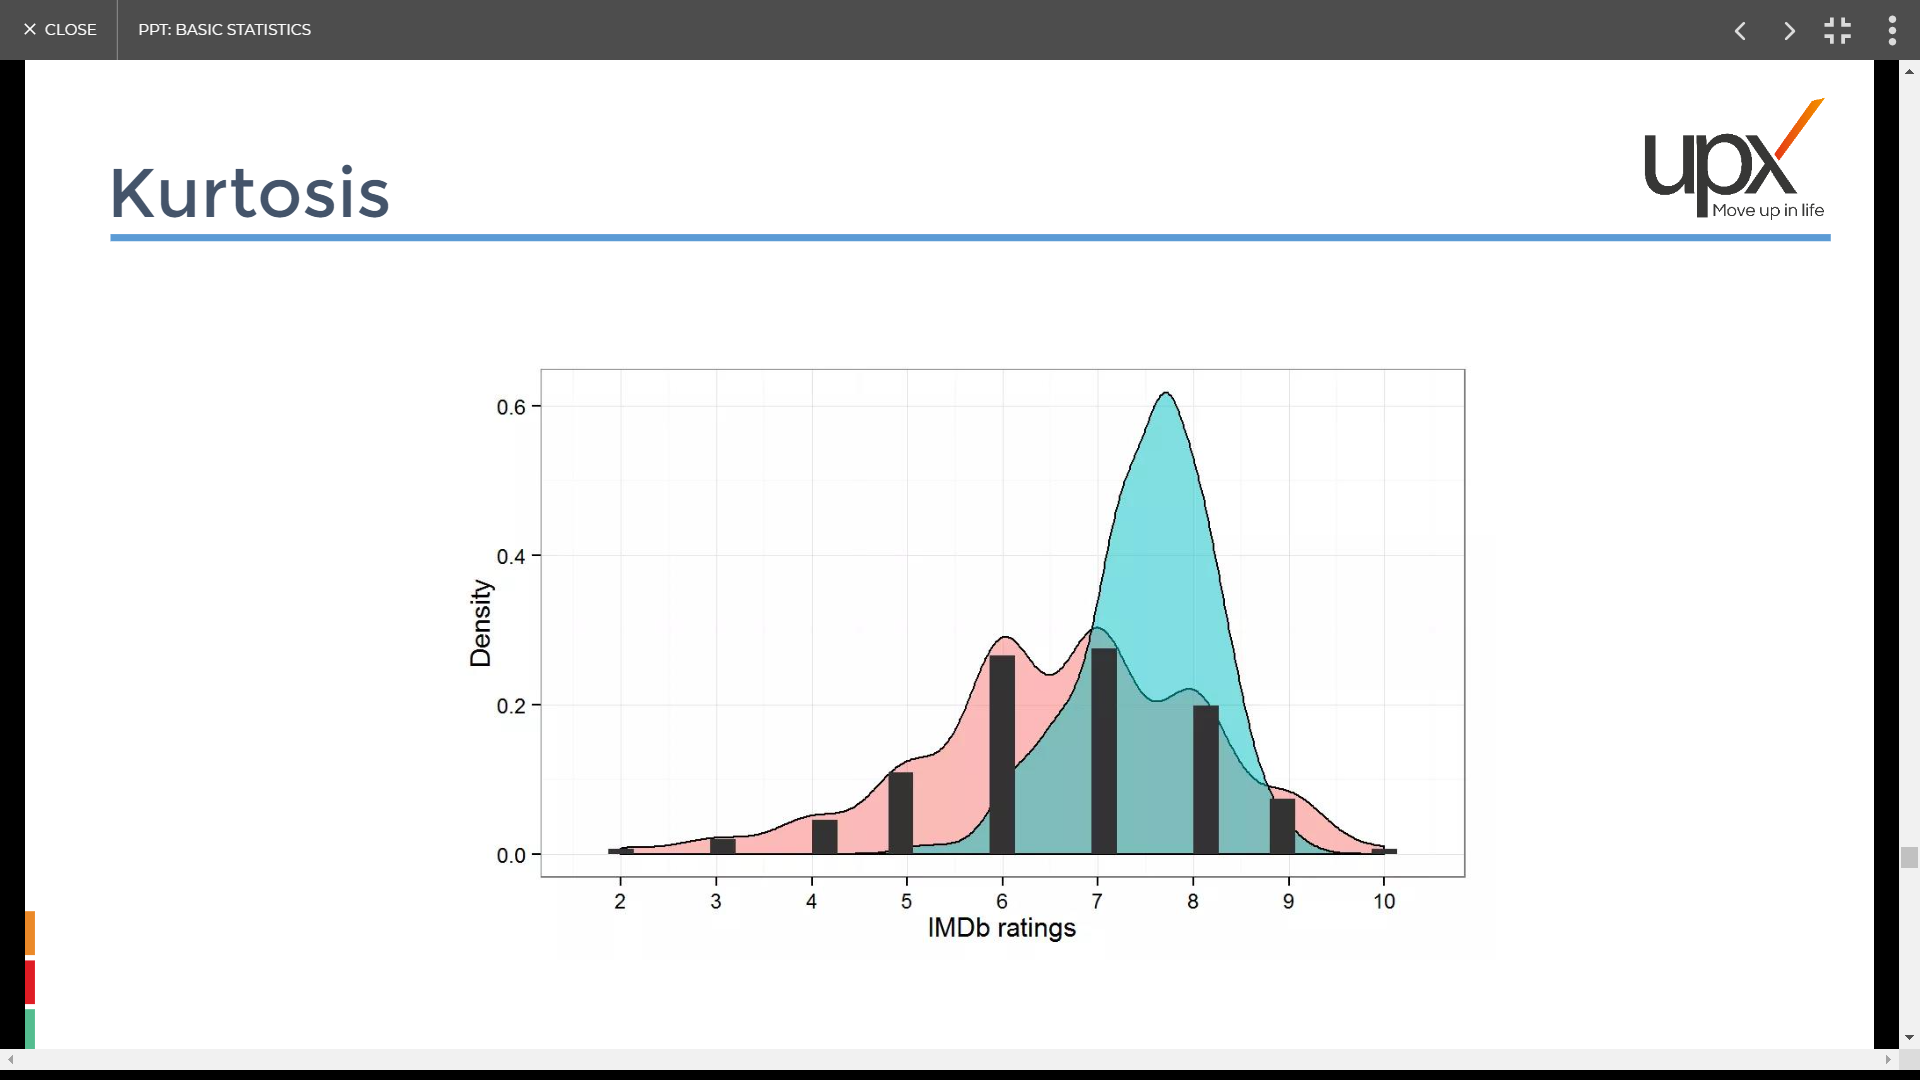 CLOSE
PPT: BASIC STATISTICS
upx
Move up in life
Kurtosis
0.6
0.4
0.2
0.0
Density
2 3 4 5 6 7 8 9 10
IMDb ratings